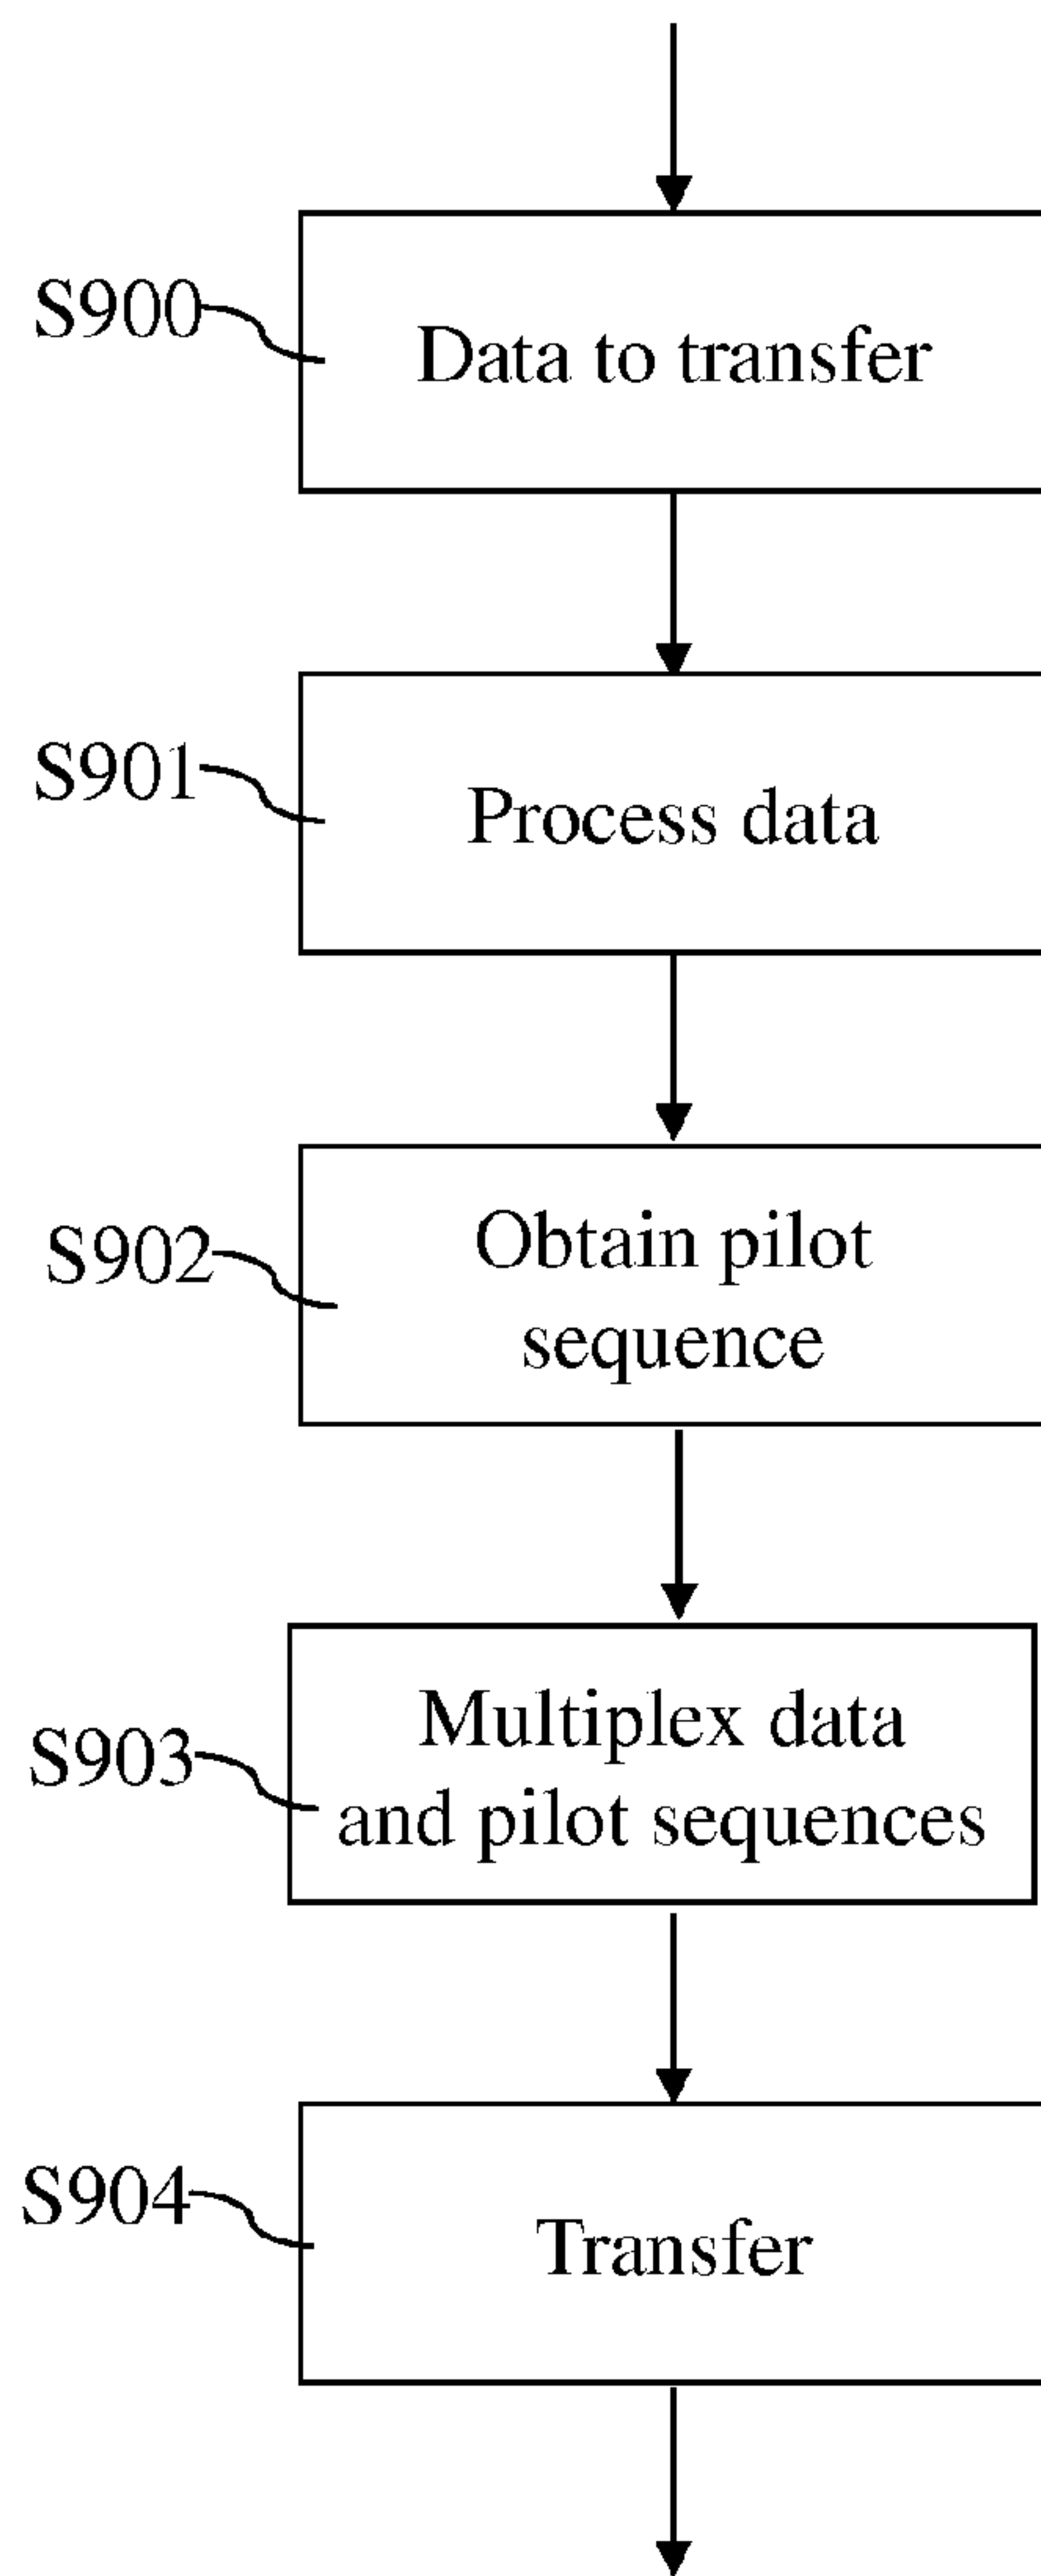 S900
Data to transfer
S901
Process data
S902
Obtain pilot
sequence
S903
Multiplex data
and pilot sequences
S904
Transfer